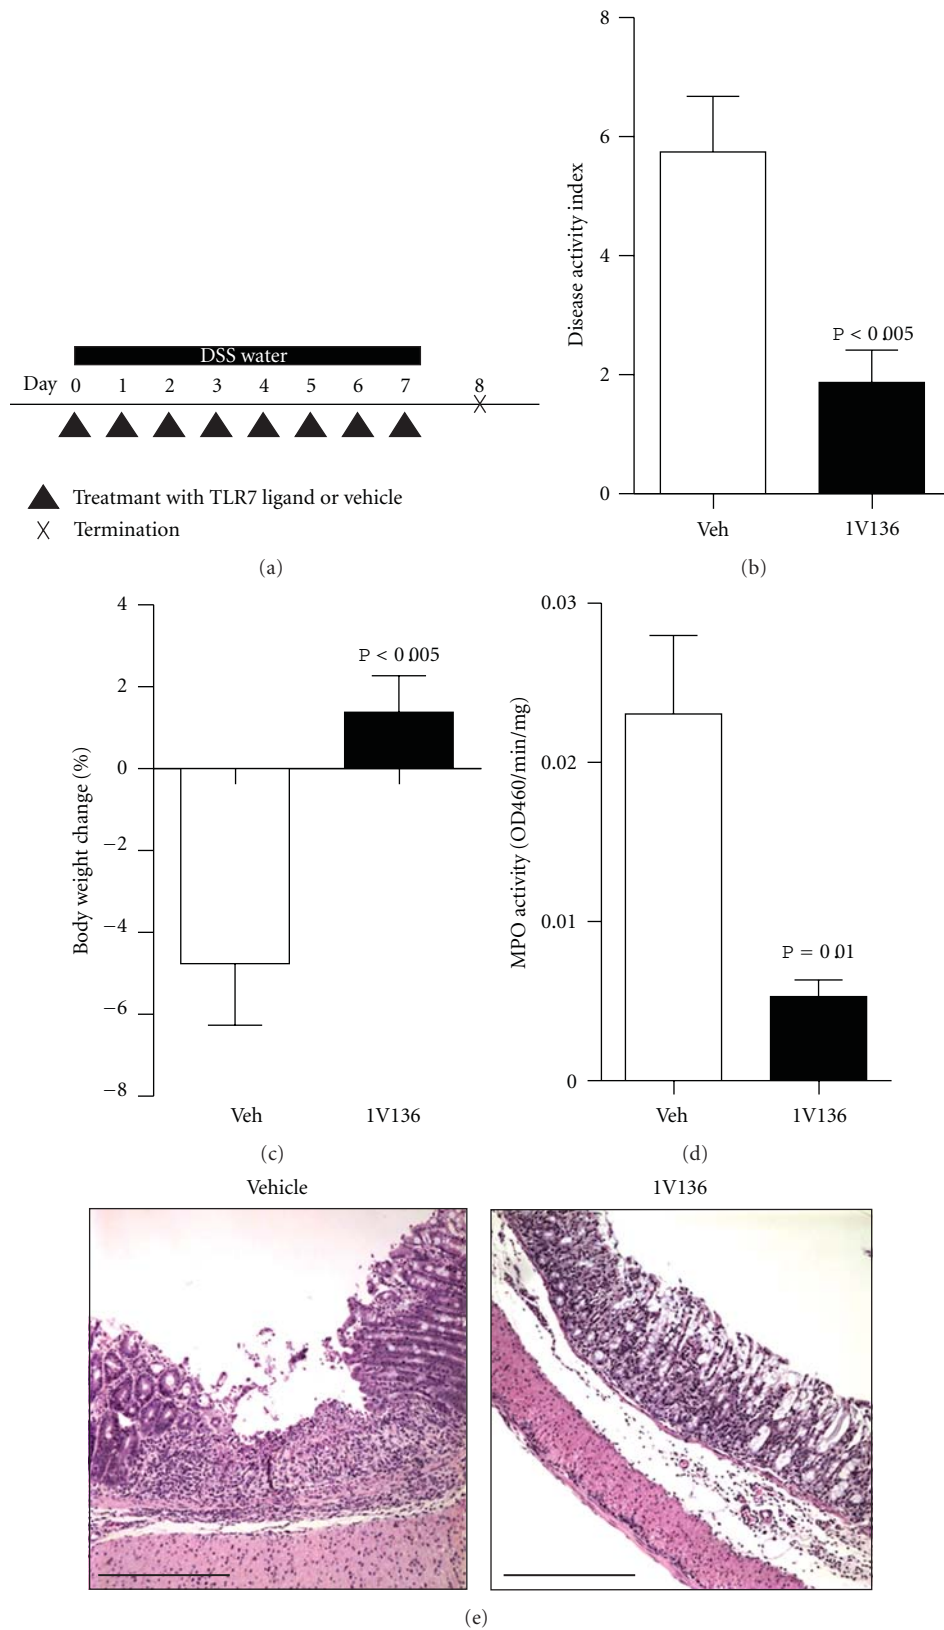 DSS water
Day 0 1 2 3 4 5 6 7 8
Treatmant with TLR7 ligand or vehicle
Termination
(a)
8
6
4
2
0
Disease activity index
P < 0.005
Veh 1V136
(b)
4
2
0
−2
−4
−6
−8
Body weight change (%)
P < 0.005
Veh 1V136
(c)
0.03
0.02
0.01
0
MPO activity (OD460/min/mg)
P = 0.01
Veh 1V136
(d)
Vehicle 1V136
(e)